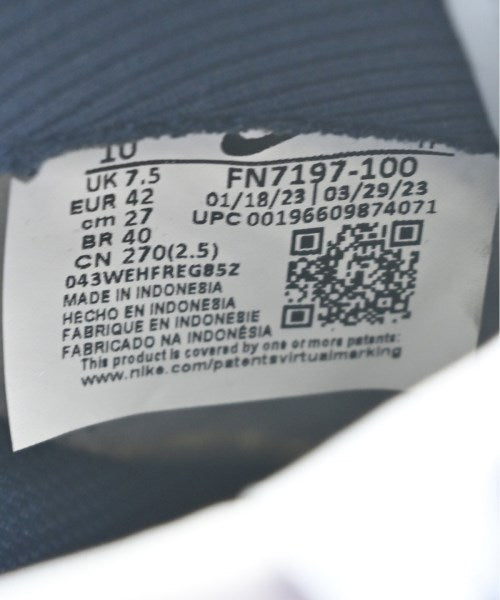 10
UK 7.5
EUR 42
cm 27
BR 40
CN 270(2.5)
043WEHFREG85Z
MADE IN INDONESIA
HECHO EN INDONESIA
FABRIQUE EN INDONESIE
FABRICADO NA INDONÉSIA
This product is covered by one or more patents:
www.nike.com/patentsvirtualmarking
FN7197-100
01/18/23 | 03/29/23
UPC 00196609874071